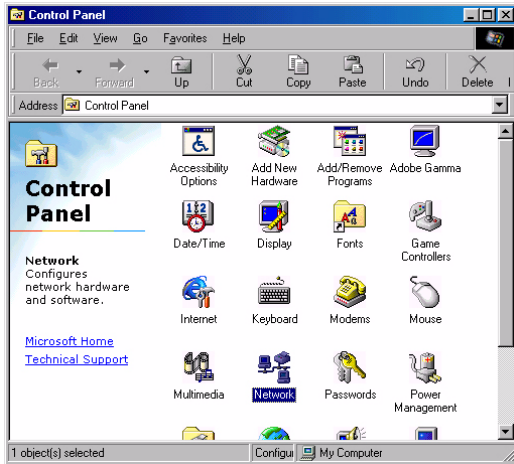 Control Panel
File Edit View Go Favorites Help
Back Forward Up Cut Copy Paste Undo Delete
Address Control Panel
Control
Panel
Network
Configures
network hardware
and software.
Microsoft Home
Technical Support
Accessibility
Options
Add New
Hardware
Add/Remove
Programs
Adobe Gamma
Date/Time
Display
Fonts
Game
Controllers
Internet
Keyboard
Modems
Mouse
Multimedia
Network
Passwords
Power
Management
1 object(s) selected
Configu
My Computer